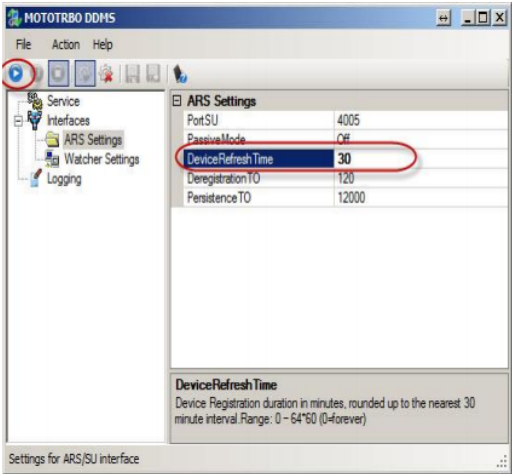 MOTOTRBO DDMS
File Action Help
Service
Interfaces
ARS Settings
Watcher Settings
Logging
ARS Settings
PortSU 4005
PassiveMode Off
DeviceRefreshTime 30
DeregistrationTO 120
PersistenceTO 12000
DeviceRefreshTime
Device Registration duration in minutes, rounded up to the nearest 30
minute interval.Range: 0 - 64*60 (0=forever)
Settings for ARS/SU interface